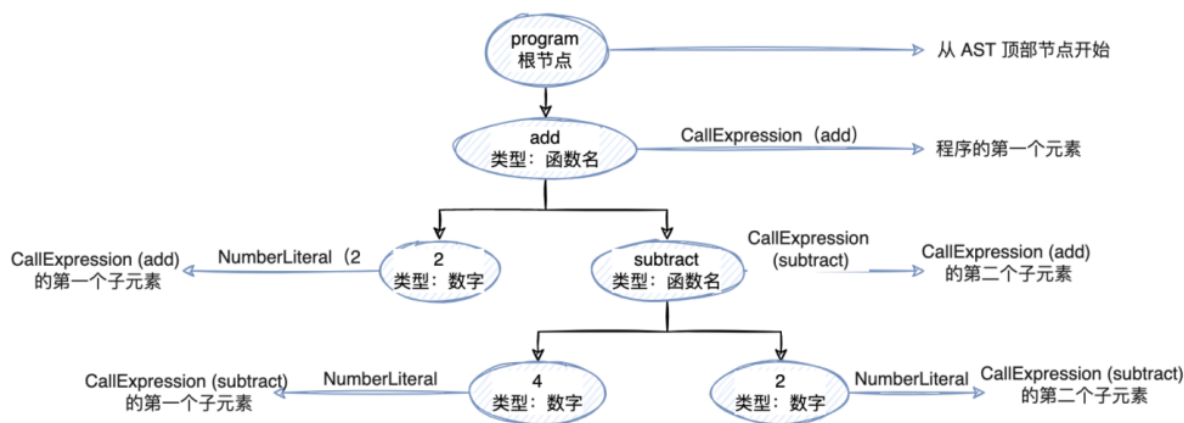 program
根节点
从 AST 顶部节点开始
add
类型：函数名
CallExpression（add）
程序的第一个元素
CallExpression (add)
的第一个子元素
NumberLiteral（2
2
类型：数字
subtract
类型：函数名
CallExpression
(subtract)
CallExpression (add)
的第二个子元素
CallExpression (subtract)
的第一个子元素
NumberLiteral
4
类型：数字
2
类型：数字
NumberLiteral
CallExpression (subtract)
的第二个子元素